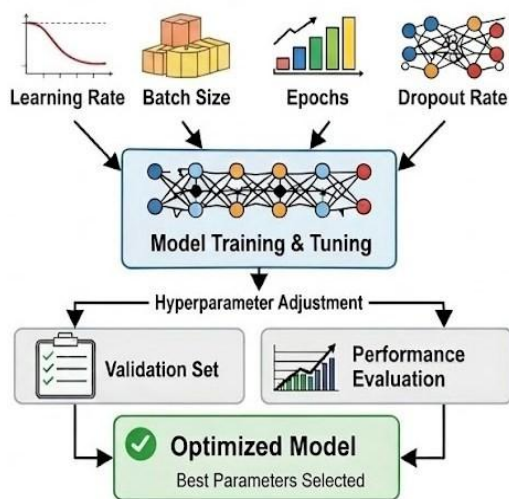 Learning Rate
Batch Size
Epochs
Dropout Rate
Model Training & Tuning
Hyperparameter Adjustment
Validation Set
Performance
Evaluation
Optimized Model
Best Parameters Selected